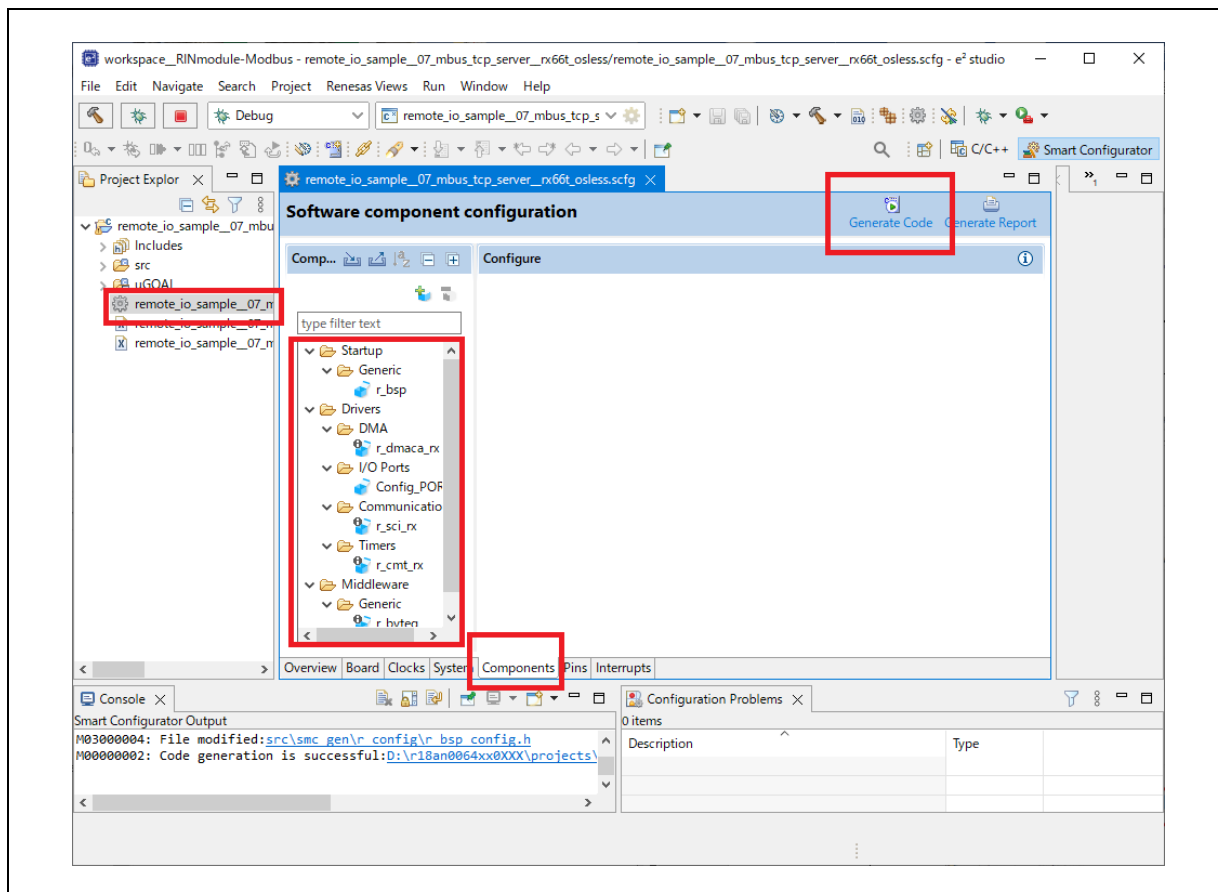 workspace__RINmodule-Modbus - remote_io_sample__07_mbus_tcp_server__rx66t_osless/remote_io_sample__07_mbus_tcp_server__rx66t_osless.scfg - e² studio
File Edit Navigate Search Project Renesas Views Run Window Help
Debug
remote_io_sample__07_mbus_tcp_s
C/C++
Smart Configurator
Project Explor
remote_io_sample__07_mbus_tcp_server__rx66t_osless.scfg
remote_io_sample__07_mbu
Includes
src
uGOAL
remote_io_sample__07_m
remote_io_sample__07_m
remote_io_sample__07_m
Software component configuration
Generate Code
Generate Report
Comp...
Configure
type filter text
Startup
Generic
r_bsp
Drivers
DMA
r_dmaca_rx
I/O Ports
Config_POR
Communicatio
r_sci_rx
Timers
r_cmt_rx
Middleware
Generic
r_byteq
Overview Board Clocks System Components Pins Interrupts
Console
Smart Configurator Output
M03000004: File modified:src\smc_gen\r_config\r_bsp_config.h
M00000002: Code generation is successful:D:\r18an0064xx0XXX\projects\
Configuration Problems
0 items
Description
Type